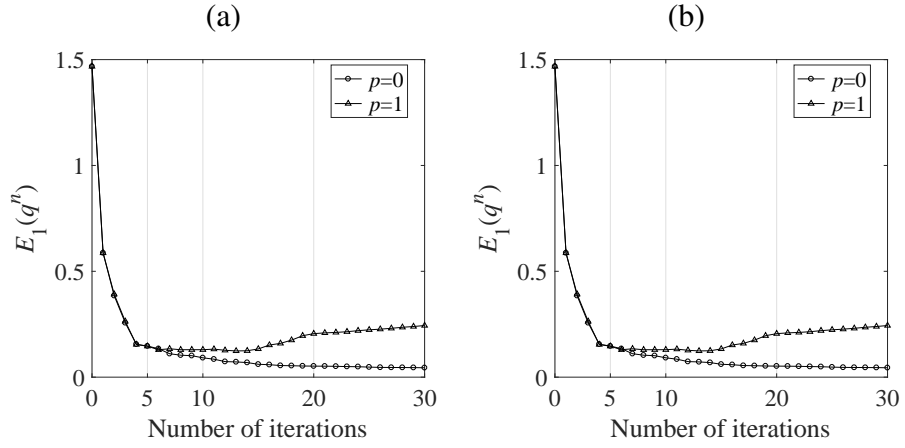 (a)
1.5
1
0.5
0
E₁(qⁿ)
p=0
p=1
0 5 10 20 30
Number of iterations
(b)
1.5
1
0.5
0
E₁(qⁿ)
p=0
p=1
0 5 10 20 30
Number of iterations